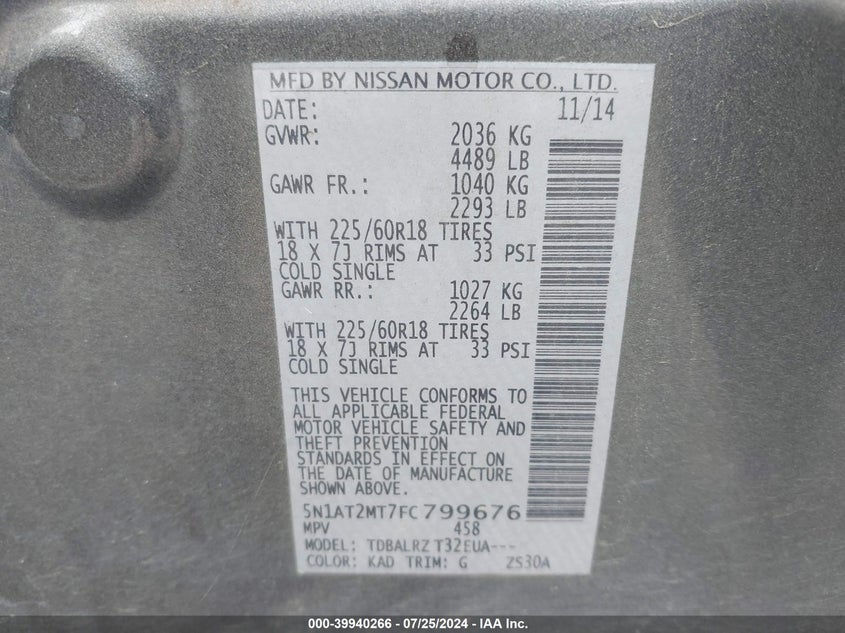 MFD BY NISSAN MOTOR CO., LTD.
DATE: 11/14
GVWR: 2036 KG
4489 LB
GAWR FR.: 1040 KG
2293 LB
WITH 225/60R18 TIRES
18 X 7J RIMS AT 33 PSI
COLD SINGLE
GAWR RR.: 1027 KG
2264 LB
WITH 225/60R18 TIRES
18 X 7J RIMS AT 33 PSI
COLD SINGLE
THIS VEHICLE CONFORMS TO
ALL APPLICABLE FEDERAL
MOTOR VEHICLE SAFETY AND
THEFT PREVENTION
STANDARDS IN EFFECT ON
THE DATE OF MANUFACTURE
SHOWN ABOVE.
5N1AT2MT7FC799676
MPV 458
MODEL: TDBALRZ T32EUA---
COLOR: KAD TRIM: G ZS30A
000-39940266 - 07/25/2024 - IAA Inc.